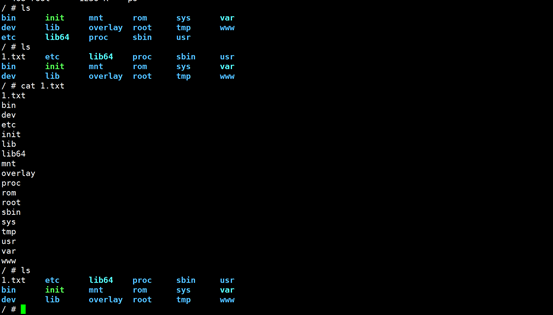 / # ls
bin init mnt rom sys var
dev lib overlay root tmp www
etc lib64 proc sbin usr
/ # ls
1.txt etc lib64 proc sbin usr
bin init mnt rom sys var
dev lib overlay root tmp www
/ # cat 1.txt
1.txt
bin
dev
etc
init
lib
lib64
mnt
overlay
proc
rom
root
sbin
sys
tmp
usr
var
www
/ # ls
1.txt etc lib64 proc sbin usr
bin init mnt rom sys var
dev lib overlay root tmp www
/ #